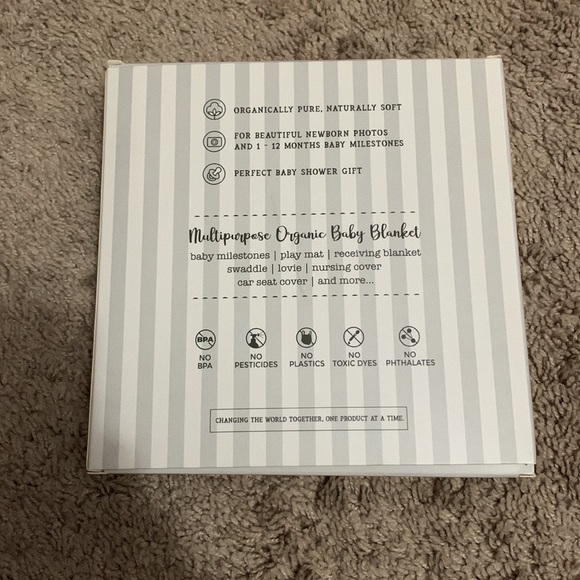 ORGANICALLY PURE, NATURALLY SOFT
FOR BEAUTIFUL NEWBORN PHOTOS
AND 1 - 12 MONTHS BABY MILESTONES
PERFECT BABY SHOWER GIFT
Multipurpose Organic Baby Blanket
baby milestones | play mat | receiving blanket
swaddle | lovie | nursing cover
car seat cover | and more...
BPA
NO BPA
NO PESTICIDES
NO PLASTICS
NO TOXIC DYES
NO PHTHALATES
CHANGING THE WORLD TOGETHER, ONE PRODUCT AT A TIME.